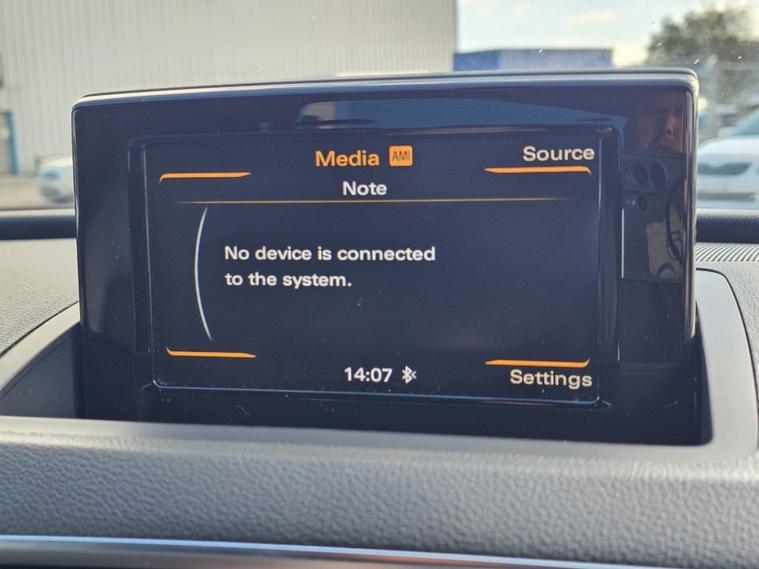 Media AMI
Source
Note
No device is connected
to the system.
14:07
Settings